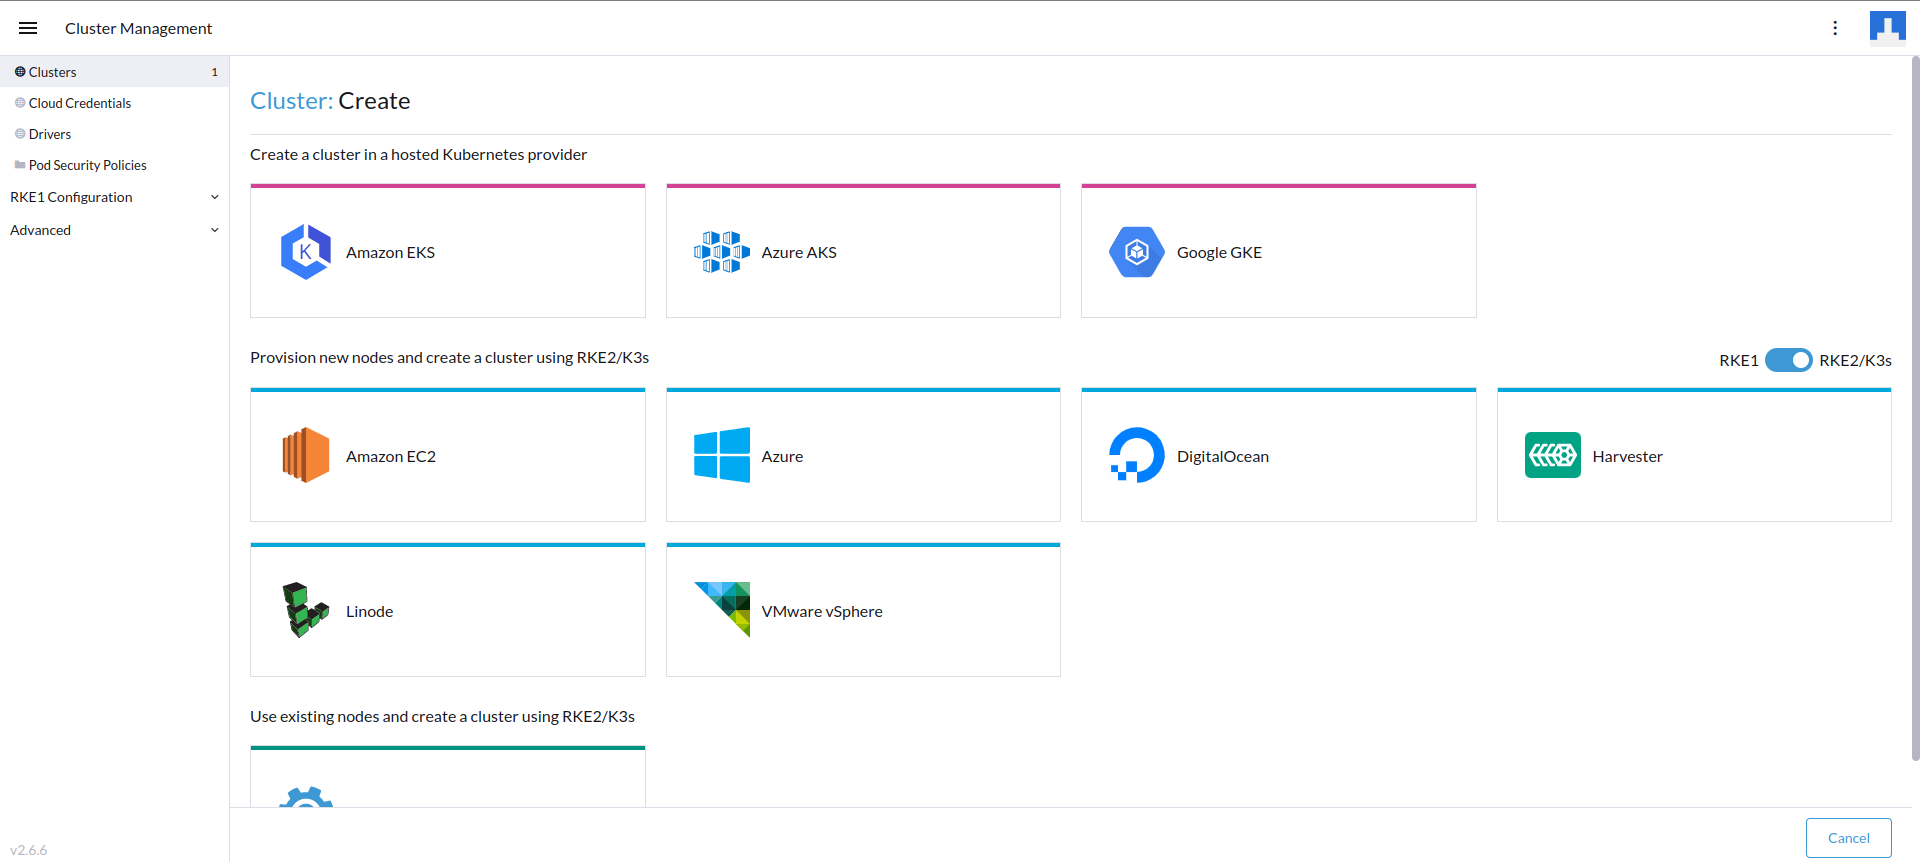 Cluster Management
Clusters 1
Cloud Credentials
Drivers
Pod Security Policies
RKE1 Configuration
Advanced
v2.6.6
Cluster: Create
Create a cluster in a hosted Kubernetes provider
K Amazon EKS
Azure AKS
Google GKE
Provision new nodes and create a cluster using RKE2/K3s
RKE1 RKE2/K3s
Amazon EC2
Azure
DigitalOcean
Harvester
Linode
VMware vSphere
Use existing nodes and create a cluster using RKE2/K3s
Cancel